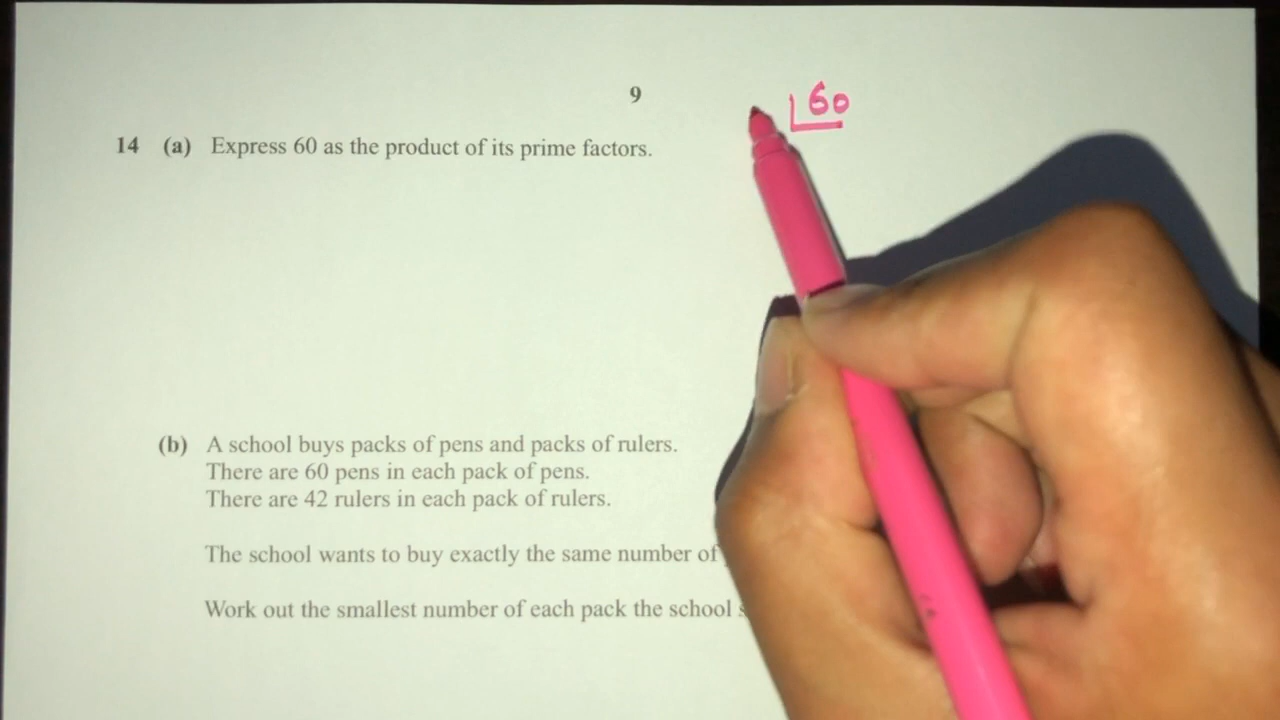 9
60
14 (a) Express 60 as the product of its prime factors.
(b) A school buys packs of pens and packs of rulers.
There are 60 pens in each pack of pens.
There are 42 rulers in each pack of rulers.
The school wants to buy exactly the same number of
Work out the smallest number of each pack the school